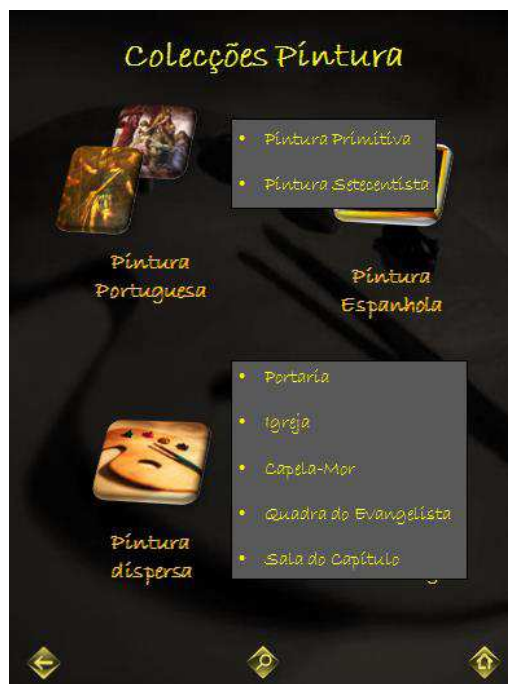 Colecções Pintura
• Pintura Primitiva
• Pintura Setecentista
Pintura
Portuguesa
Pintura
Espanhola
• Portaria
• Igreja
• Capela-Mor
• Quadra do Evangelista
• Sala do Capítulo
Pintura
dispersa